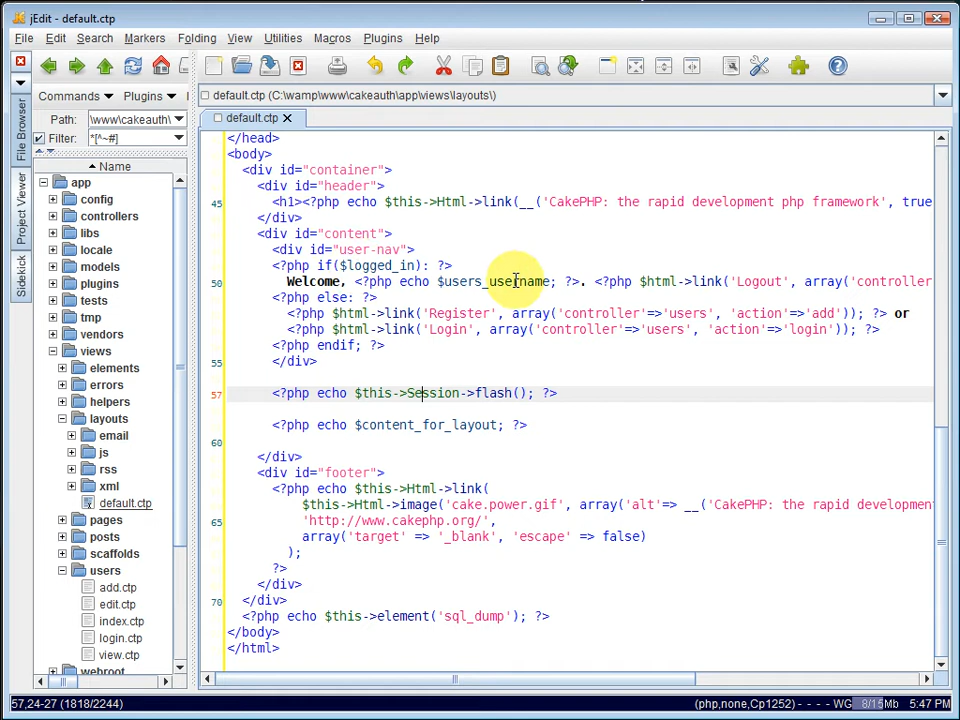 jEdit - default.ctp
File Edit Search Markers Folding View Utilities Macros Plugins Help
Commands Plugins
default.ctp (C:\wamp\www\cakeauth\app\views\layouts\)
Path: \www\cakeauth\
default.ctp
Filter: *[^~#]
File Browser
Project Viewer
Sidekick
Name
app
config
controllers
libs
locale
models
plugins
tests
tmp
vendors
views
elements
errors
helpers
layouts
email
js
rss
xml
default.ctp
pages
posts
scaffolds
users
add.ctp
edit.ctp
index.ctp
login.ctp
view.ctp
webroot
</head>
<body>
<div id="container">
<div id="header">
45 <h1><?php echo $this->Html->link(__('CakePHP: the rapid development php framework', true
</div>
<div id="content">
<div id="user-nav">
<?php if($logged_in): ?>
50 Welcome, <?php echo $users_username; ?>. <?php $html->link('Logout', array('controller
<?php else: ?>
<?php $html->link('Register', array('controller'=>'users', 'action'=>'add')); ?> or
<?php $html->link('Login', array('controller'=>'users', 'action'=>'login')); ?>
<?php endif; ?>
55 </div>
57 <?php echo $this->Session->flash(); ?>
<?php echo $content_for_layout; ?>
60
</div>
<div id="footer">
<?php echo $this->Html->link(
$this->Html->image('cake.power.gif', array('alt'=> __('CakePHP: the rapid development
65 'http://www.cakephp.org/',
array('target' => '_blank', 'escape' => false)
);
?>
</div>
70 </div>
<?php echo $this->element('sql_dump'); ?>
</body>
</html>
57,24-27 (1818/2244)
(php,none,Cp1252) - - - - WG 8/15Mb 5:47 PM